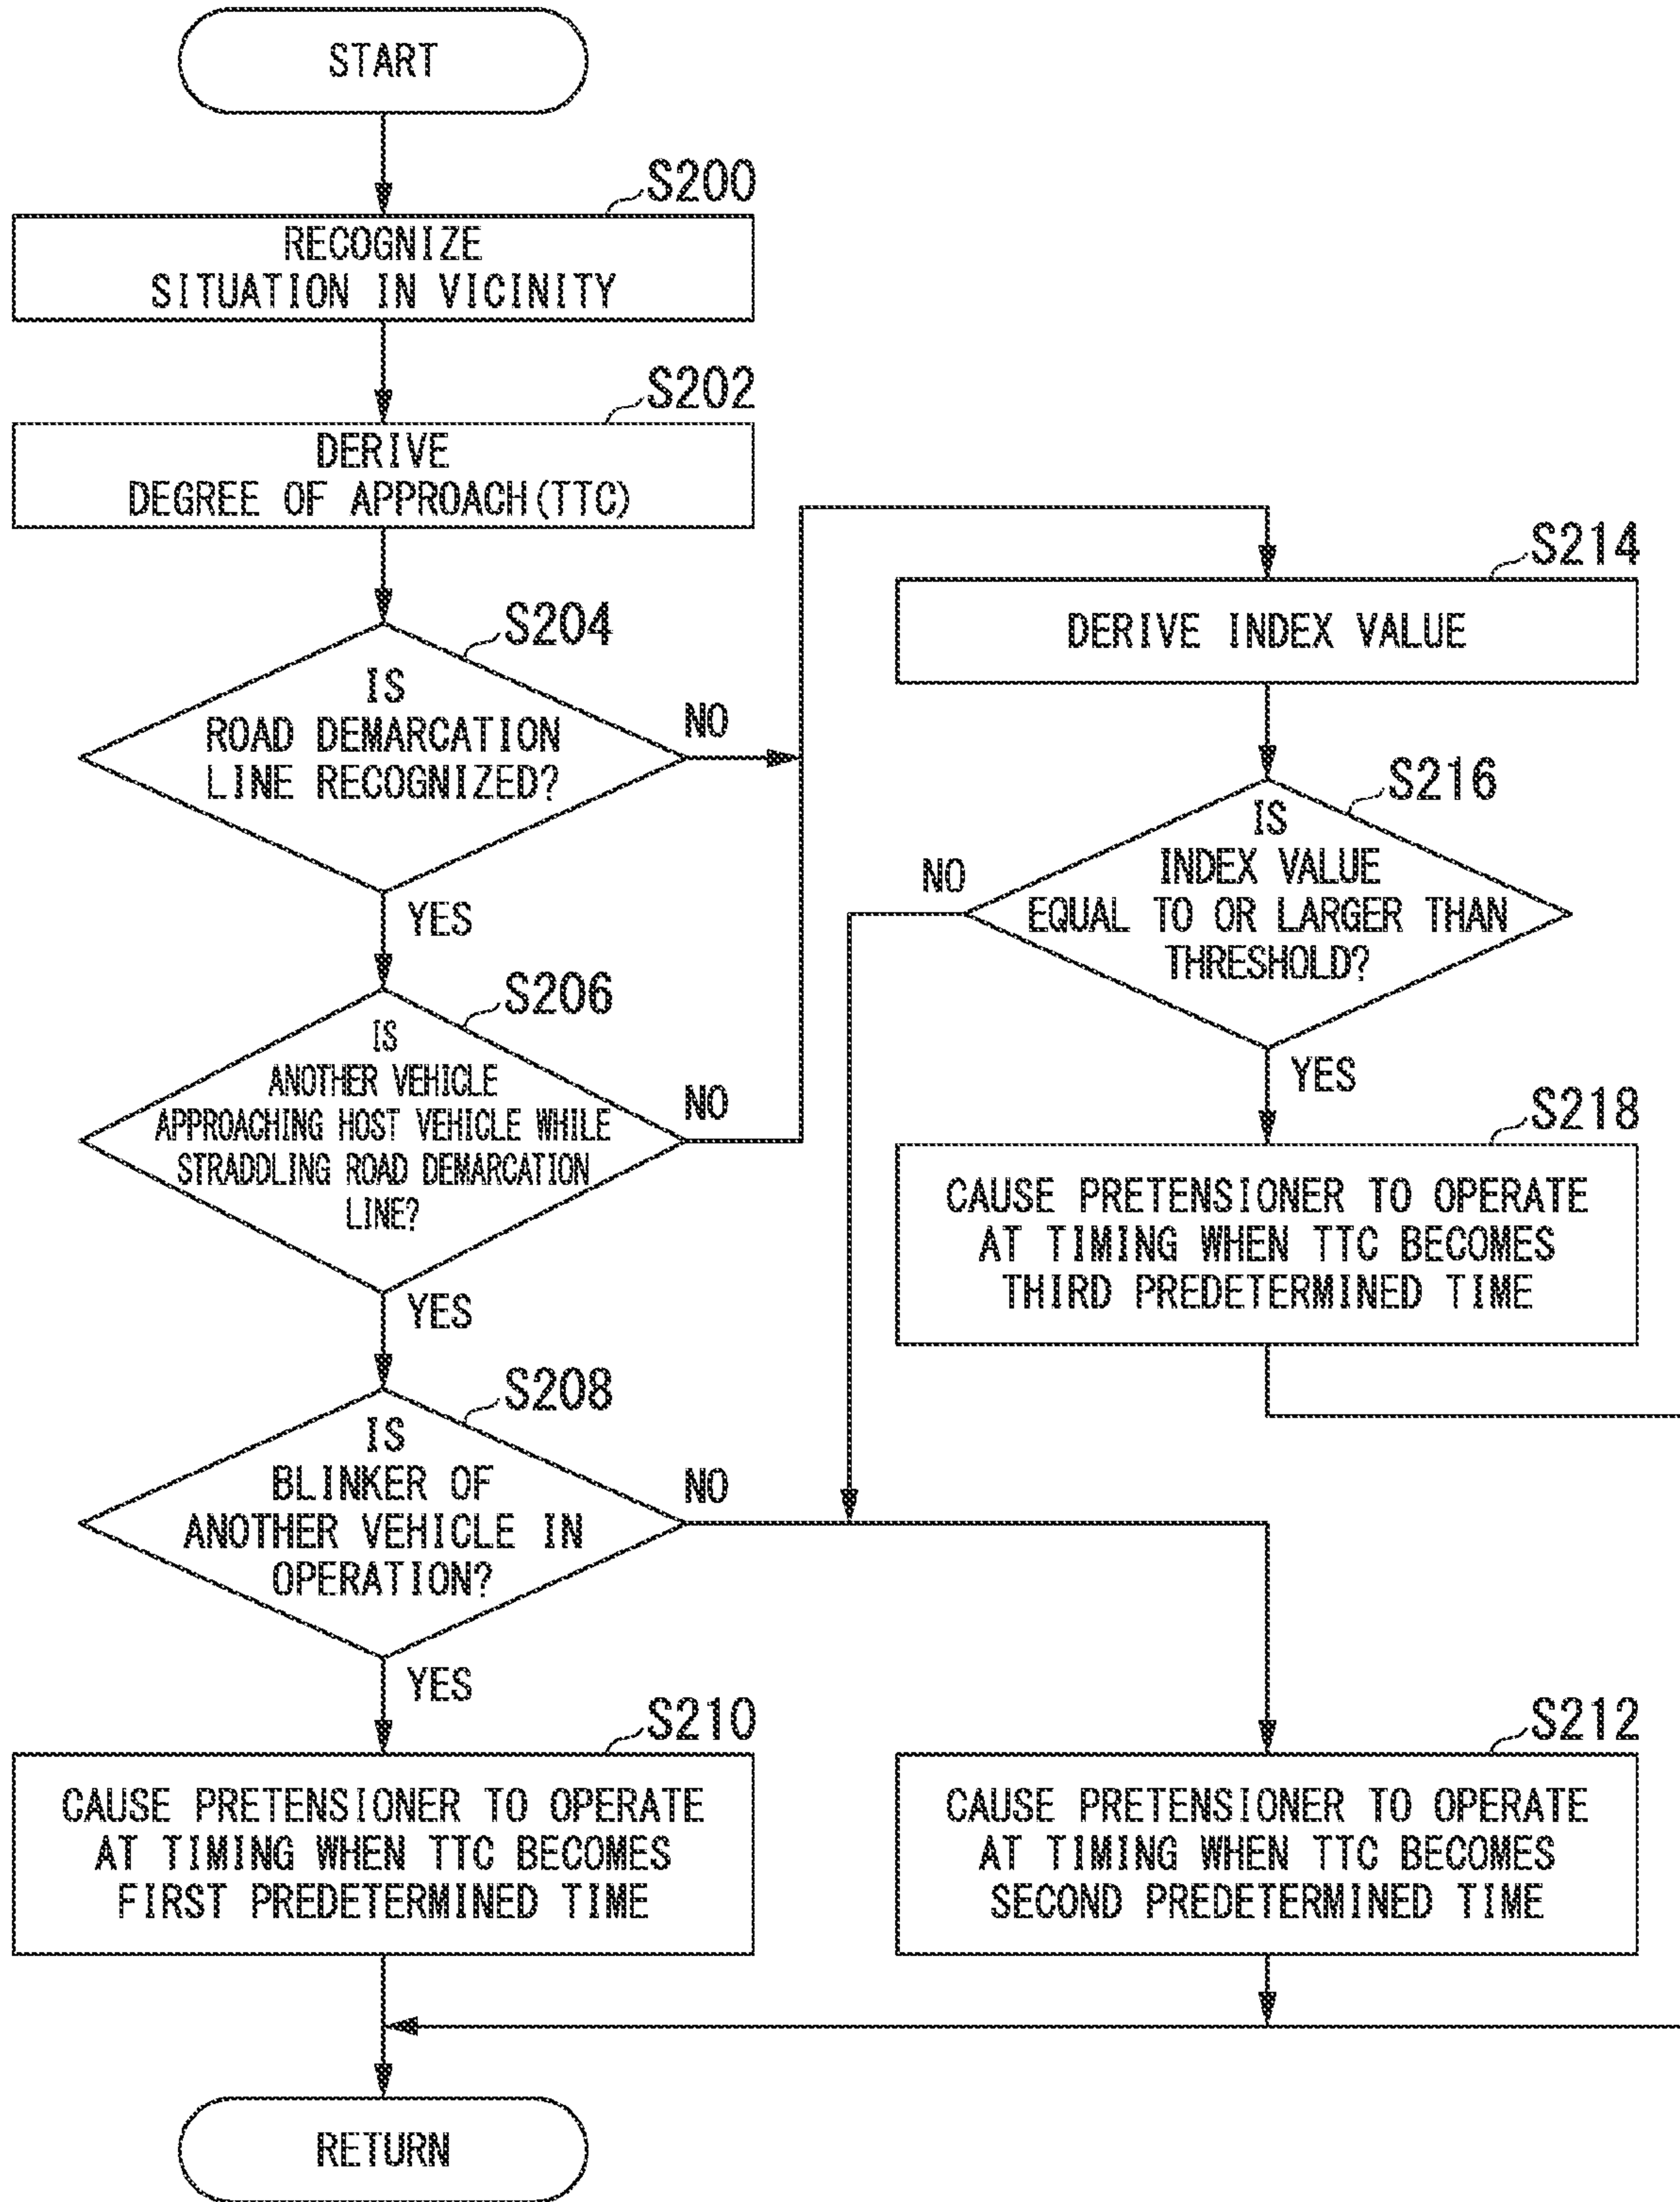 START
S200
RECOGNIZE
SITUATION IN VICINITY
S202
DERIVE
DEGREE OF APPROACH(TTC)
S204
IS
ROAD DEMARCATION
LINE RECOGNIZED?
NO
YES
S206
IS
ANOTHER VEHICLE
APPROACHING HOST VEHICLE WHILE
STRADDLING ROAD DEMARCATION
LINE?
NO
YES
S208
IS
BLINKER OF
ANOTHER VEHICLE IN
OPERATION?
NO
YES
S210
CAUSE PRETENSIONER TO OPERATE
AT TIMING WHEN TTC BECOMES
FIRST PREDETERMINED TIME
S214
DERIVE INDEX VALUE
S216
IS
INDEX VALUE
EQUAL TO OR LARGER THAN
THRESHOLD?
NO
YES
S218
CAUSE PRETENSIONER TO OPERATE
AT TIMING WHEN TTC BECOMES
THIRD PREDETERMINED TIME
S212
CAUSE PRETENSIONER TO OPERATE
AT TIMING WHEN TTC BECOMES
SECOND PREDETERMINED TIME
RETURN